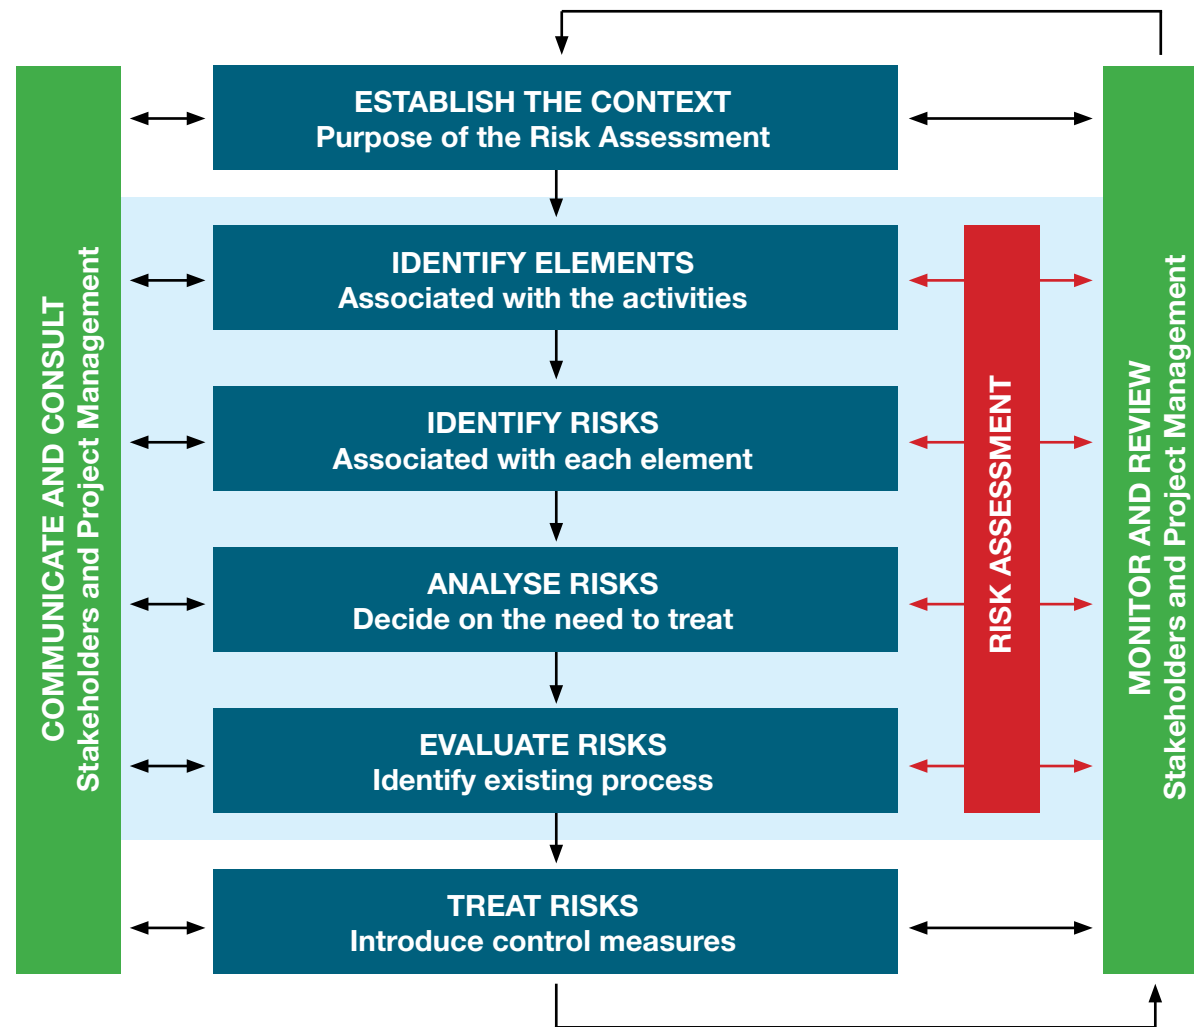 COMMUNICATE AND CONSULT
Stakeholders and Project Management
ESTABLISH THE CONTEXT
Purpose of the Risk Assessment
IDENTIFY ELEMENTS
Associated with the activities
IDENTIFY RISKS
Associated with each element
ANALYSE RISKS
Decide on the need to treat
EVALUATE RISKS
Identify existing process
TREAT RISKS
Introduce control measures
RISK ASSESSMENT
MONITOR AND REVIEW
Stakeholders and Project Management